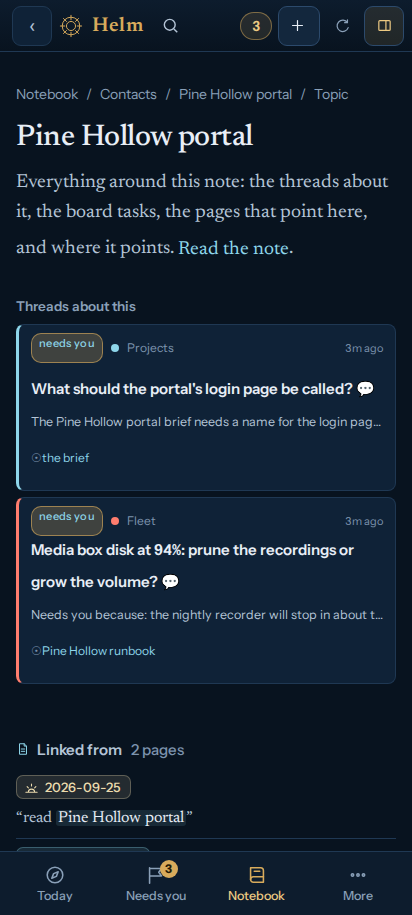 Helm
3
Notebook / Contacts / Pine Hollow portal / Topic
Pine Hollow portal
Everything around this note: the threads about
it, the board tasks, the pages that point here,
and where it points. Read the note.
Threads about this
needs you Projects 3m ago
What should the portal's login page be called? 💬
The Pine Hollow portal brief needs a name for the login pag…
the brief
needs you Fleet 3m ago
Media box disk at 94%: prune the recordings or
grow the volume? 💬
Needs you because: the nightly recorder will stop in about t…
Pine Hollow runbook
Linked from 2 pages
2026-09-25
“read Pine Hollow portal”
3
Today Needs you Notebook More